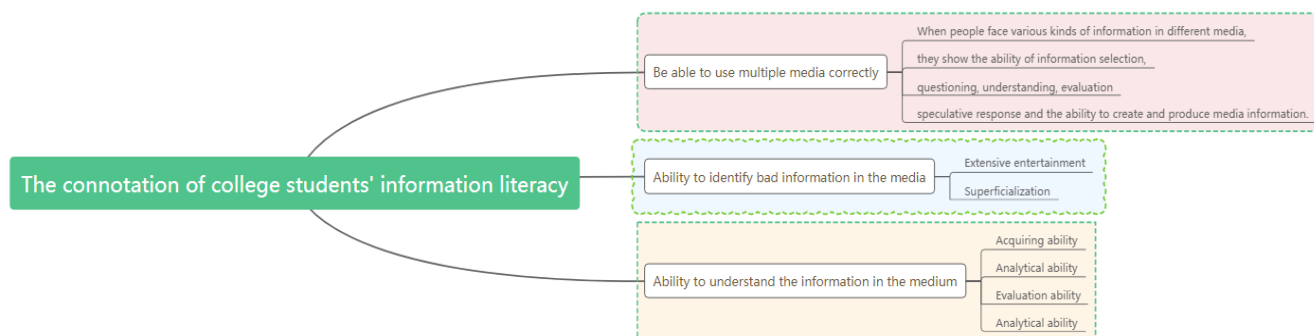 The connotation of college students' information literacy
Be able to use multiple media correctly
When people face various kinds of information in different media,
they show the ability of information selection,
questioning, understanding, evaluation
speculative response and the ability to create and produce media information.
Ability to identify bad information in the media
Extensive entertainment
Superficialization
Ability to understand the information in the medium
Acquiring ability
Analytical ability
Evaluation ability
Analytical ability